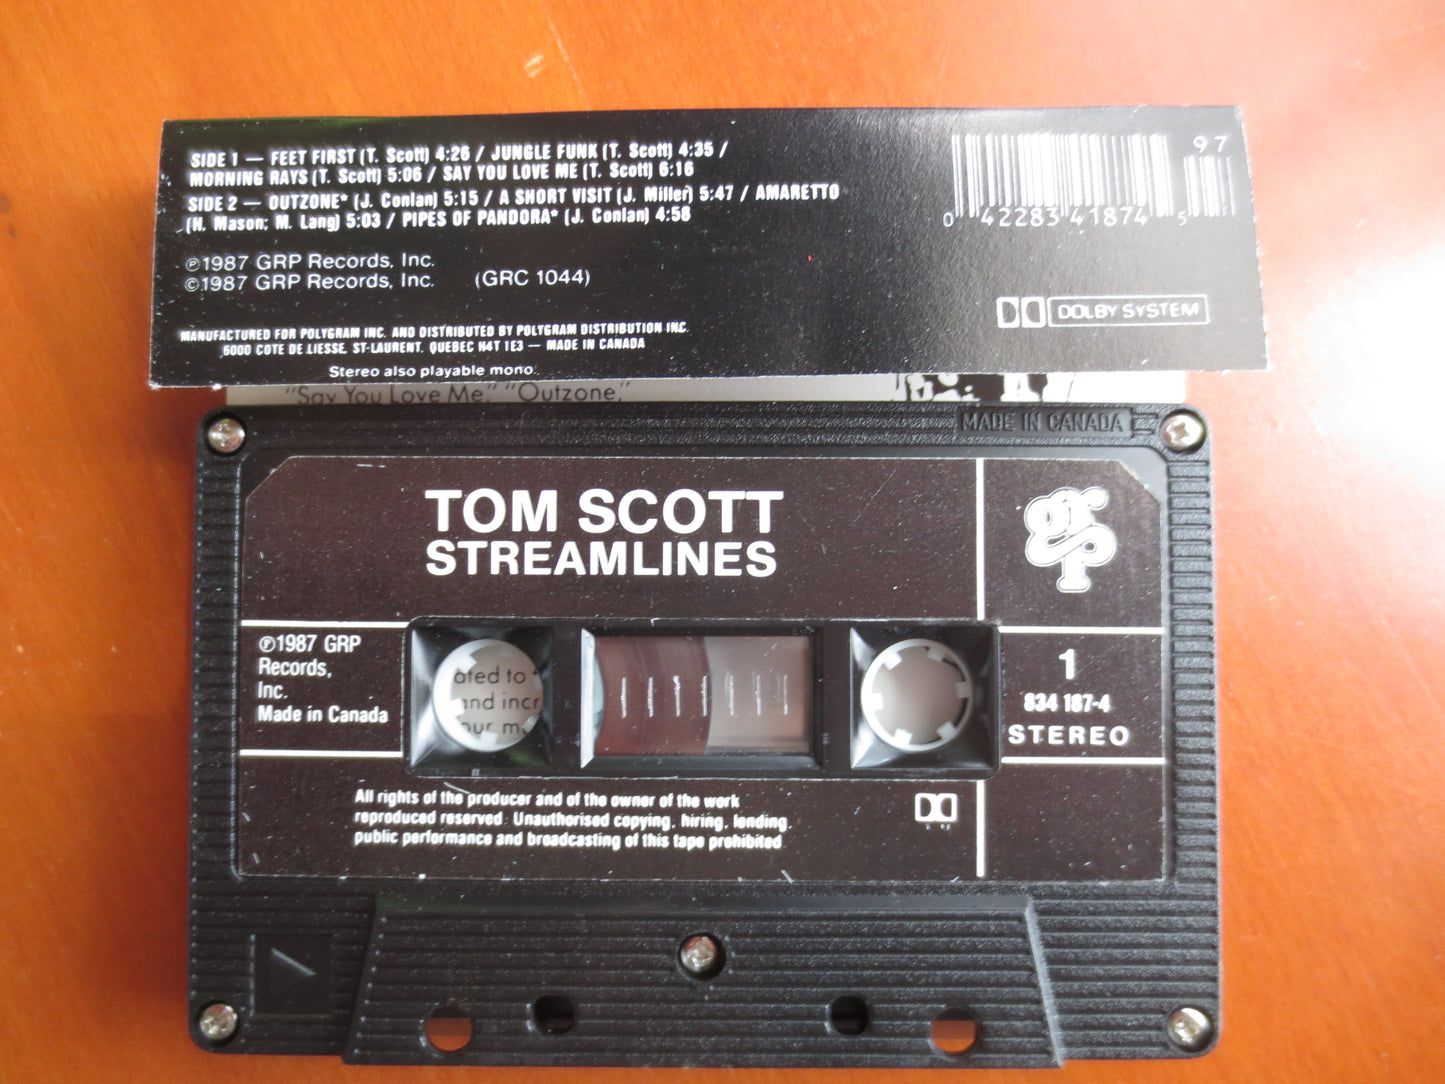 SIDE 1 — FEET FIRST (T. Scott) 4:26 / JUNGLE FUNK (T. Scott) 4:35 /
MORNING RAYS (T. Scott) 5:06 / SAY YOU LOVE ME (T. Scott) 6:16
SIDE 2 — OUTZONE* (J. Conlan) 5:15 / A SHORT VISIT (J. Miller) 5:47 / AMARETTO
(H. Mason; M. Lang) 5:03 / PIPES OF PANDORA* (J. Conlan) 4:58
℗1987 GRP Records, Inc.
©1987 GRP Records, Inc. (GRC 1044)
MANUFACTURED FOR POLYGRAM INC. AND DISTRIBUTED BY POLYGRAM DISTRIBUTION INC.
6000 COTE DE LIESSE, ST-LAURENT, QUEBEC H4T 1E3 — MADE IN CANADA
Stereo also playable mono.
97
0 42283 41874 5
DOLBY SYSTEM
"Say You Love Me," "Outzone,"
MADE IN CANADA
TOM SCOTT
STREAMLINES
grp
℗1987 GRP
Records,
Inc.
Made in Canada
ated to
and incr
our m
1
834 187-4
STEREO
All rights of the producer and of the owner of the work
reproduced reserved. Unauthorised copying, hiring, lending,
public performance and broadcasting of this tape prohibited